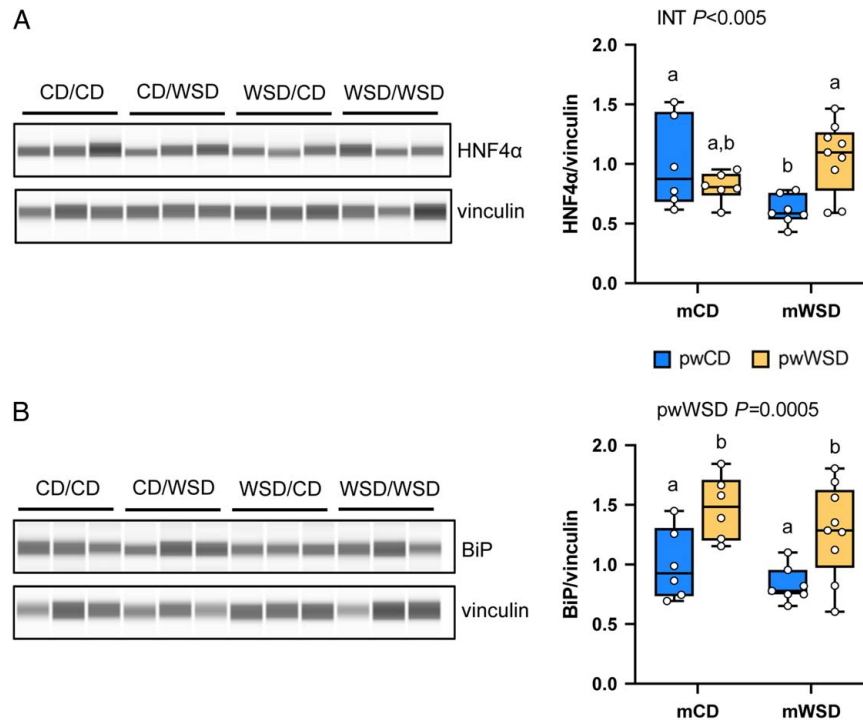 A
CD/CD CD/WSD WSD/CD WSD/WSD
HNF4α
vinculin
INT P<0.005
HNF4α/vinculin
2.0
1.5
1.0
0.5
0.0
a
a,b
b
a
mCD mWSD
pwCD pwWSD
B
CD/CD CD/WSD WSD/CD WSD/WSD
BiP
vinculin
pwWSD P=0.0005
BiP/vinculin
2.0
1.5
1.0
0.5
0.0
a
b
a
b
mCD mWSD